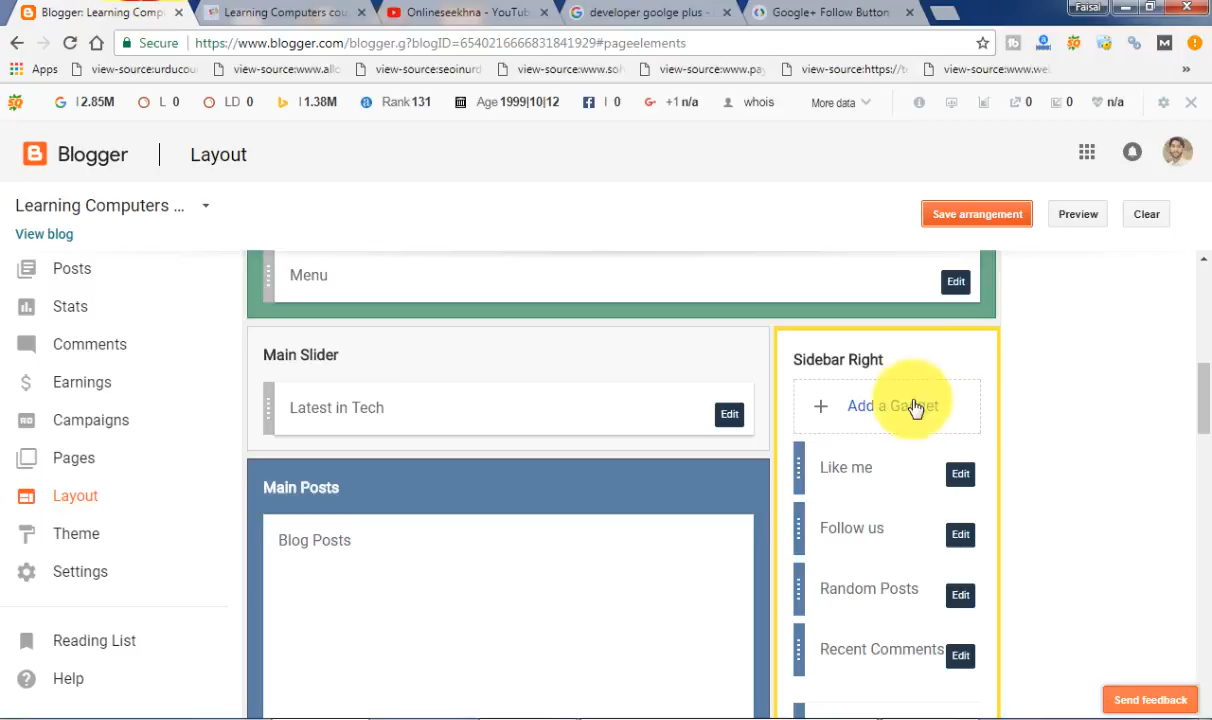 Blogger: Learning Comp
Learning Computers cou
Onlineseekhna - YouTu
developer goolge plus -
Google+ Follow Button
Faisal
Secure
https://www.blogger.com/blogger.g?blogID=6540216666831841929#pageelements
Apps
view-source:urducou
view-source:www.allc
view-source:seoinurd
view-source:www.sol
view-source:www.pay
view-source:https://t
view-source:www.we
I 2.85M
L 0
LD 0
I 1.38M
Rank 131
Age 1999|10|12
I 0
+1 n/a
whois
More data
0
0
n/a
Blogger
Layout
Learning Computers ...
Save arrangement
Preview
Clear
View blog
Posts
Stats
Comments
Earnings
Campaigns
Pages
Layout
Theme
Settings
Reading List
Help
Menu
Edit
Main Slider
Latest in Tech
Edit
Main Posts
Blog Posts
Sidebar Right
Add a Gadget
Like me
Edit
Follow us
Edit
Random Posts
Edit
Recent Comments
Edit
Send feedback